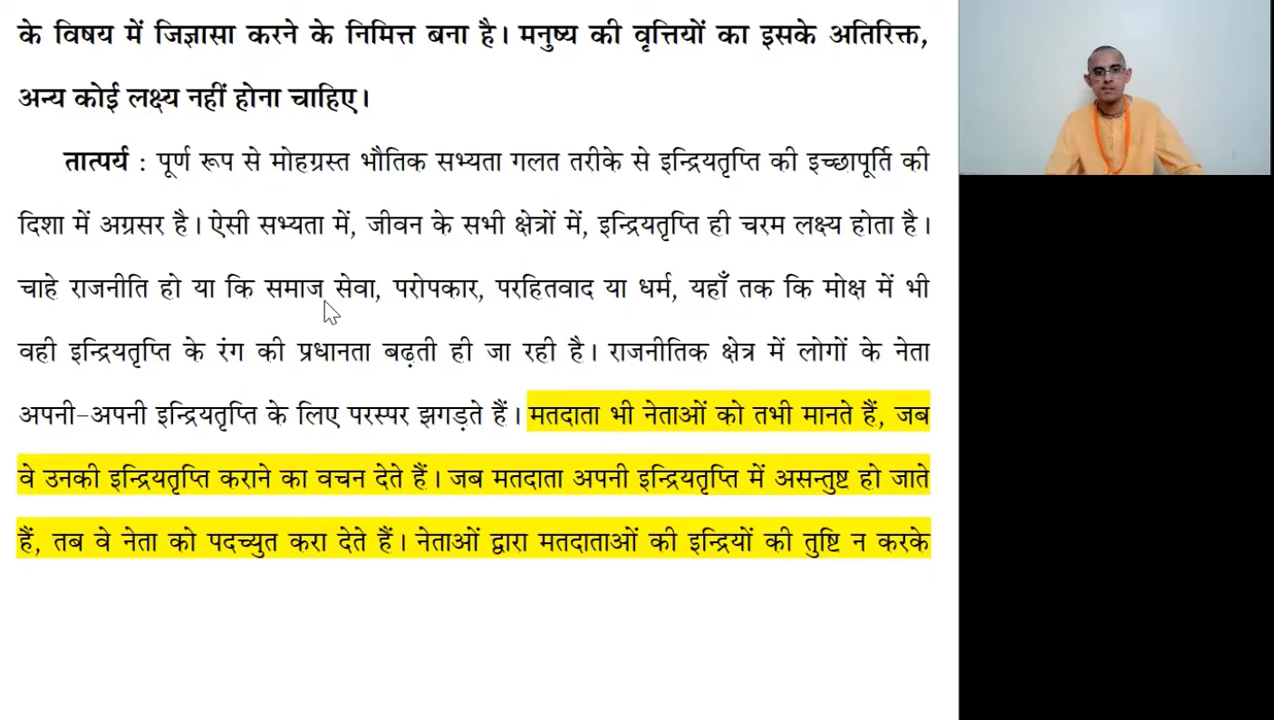 के विषय में जिज्ञासा करने के निमित्त बना है। मनुष्य की वृत्तियों का इसके अतिरिक्त,
अन्य कोई लक्ष्य नहीं होना चाहिए।
तात्पर्य : पूर्ण रूप से मोहग्रस्त भौतिक सभ्यता गलत तरीके से इन्द्रियतृप्ति की इच्छापूर्ति की
दिशा में अग्रसर है। ऐसी सभ्यता में, जीवन के सभी क्षेत्रों में, इन्द्रियतृप्ति ही चरम लक्ष्य होता है।
चाहे राजनीति हो या कि समाज सेवा, परोपकार, परहितवाद या धर्म, यहाँ तक कि मोक्ष में भी
वही इन्द्रियतृप्ति के रंग की प्रधानता बढ़ती ही जा रही है। राजनीतिक क्षेत्र में लोगों के नेता
अपनी-अपनी इन्द्रियतृप्ति के लिए परस्पर झगड़ते हैं। मतदाता भी नेताओं को तभी मानते हैं, जब
वे उनकी इन्द्रियतृप्ति कराने का वचन देते हैं। जब मतदाता अपनी इन्द्रियतृप्ति में असन्तुष्ट हो जाते
हैं, तब वे नेता को पदच्युत करा देते हैं। नेताओं द्वारा मतदाताओं की इन्द्रियों की तुष्टि न करके